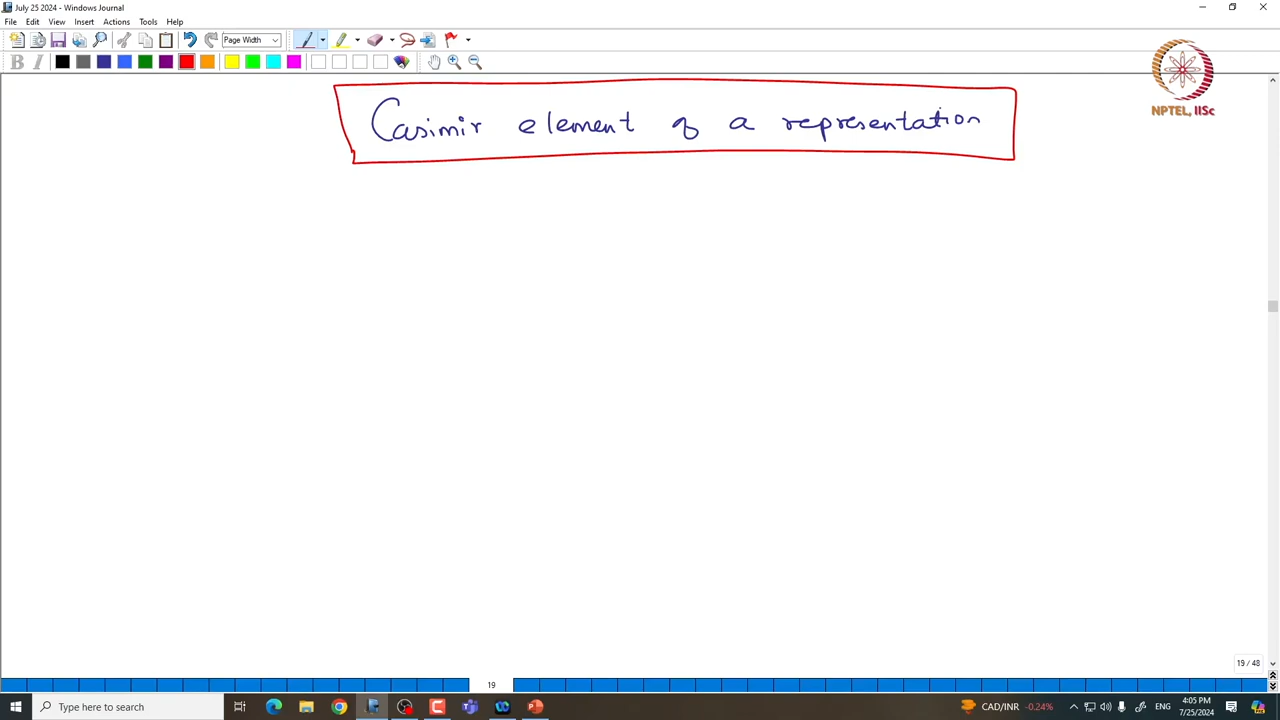 July 25 2024 - Windows Journal
File Edit View Insert Actions Tools Help
Page Width
B I
NPTEL, IISc
Casimir element of a representation
19 / 48
19
Type here to search
CAD/INR -0.24%
ENG
4:05 PM
7/25/2024